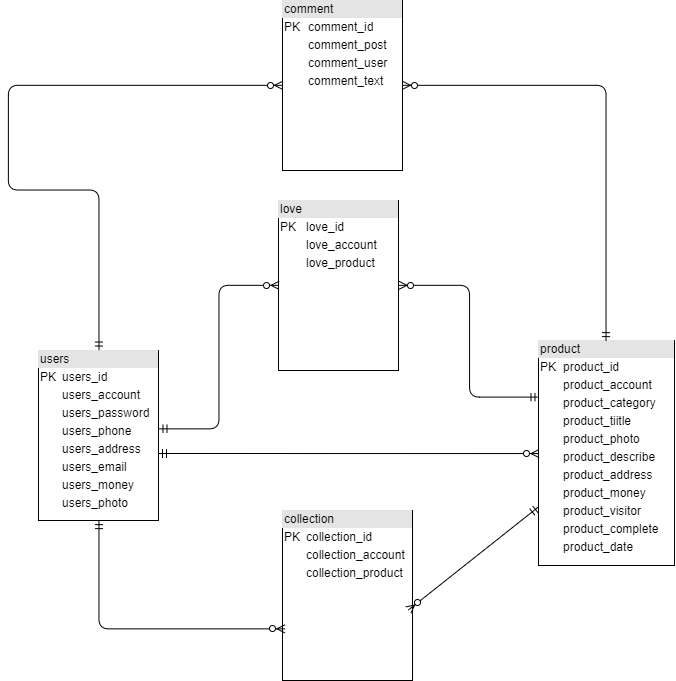 comment
PK comment_id
comment_post
comment_user
comment_text
love
PK love_id
love_account
love_product
users
PK users_id
users_account
users_password
users_phone
users_address
users_email
users_money
users_photo
product
PK product_id
product_account
product_category
product_tiitle
product_photo
product_describe
product_address
product_money
product_visitor
product_complete
product_date
collection
PK collection_id
collection_account
collection_product